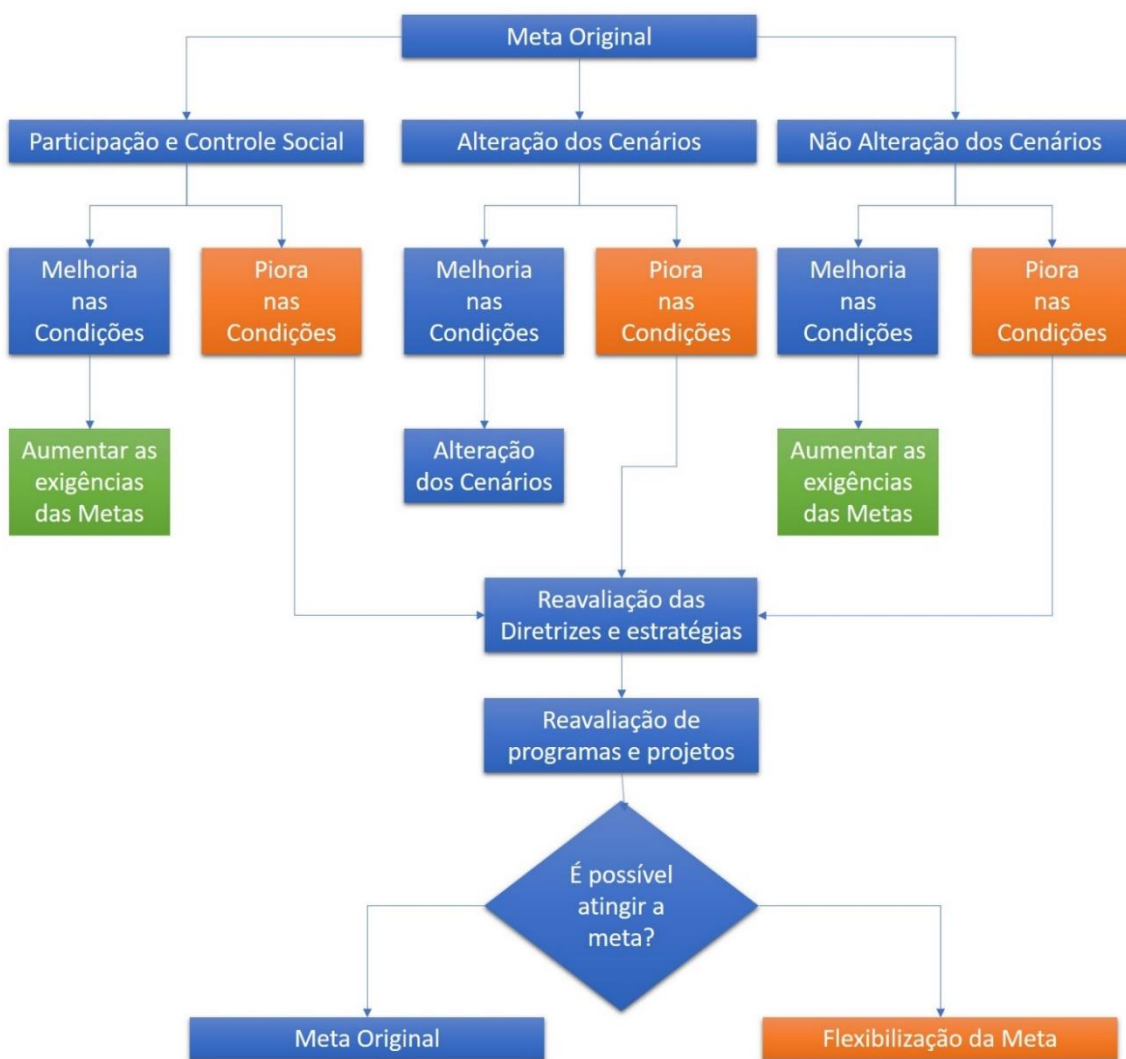 Meta Original
Participação e Controle Social
Alteração dos Cenários
Não Alteração dos Cenários
Melhoria
nas
Condições
Piora
nas
Condições
Melhoria
nas
Condições
Piora
nas
Condições
Melhoria
nas
Condições
Piora
nas
Condições
Aumentar as
exigências
das Metas
Alteração
dos Cenários
Aumentar as
exigências
das Metas
Reavaliação das
Diretrizes e estratégias
Reavaliação de
programas e projetos
É possível
atingir a
meta?
Meta Original
Flexibilização da Meta